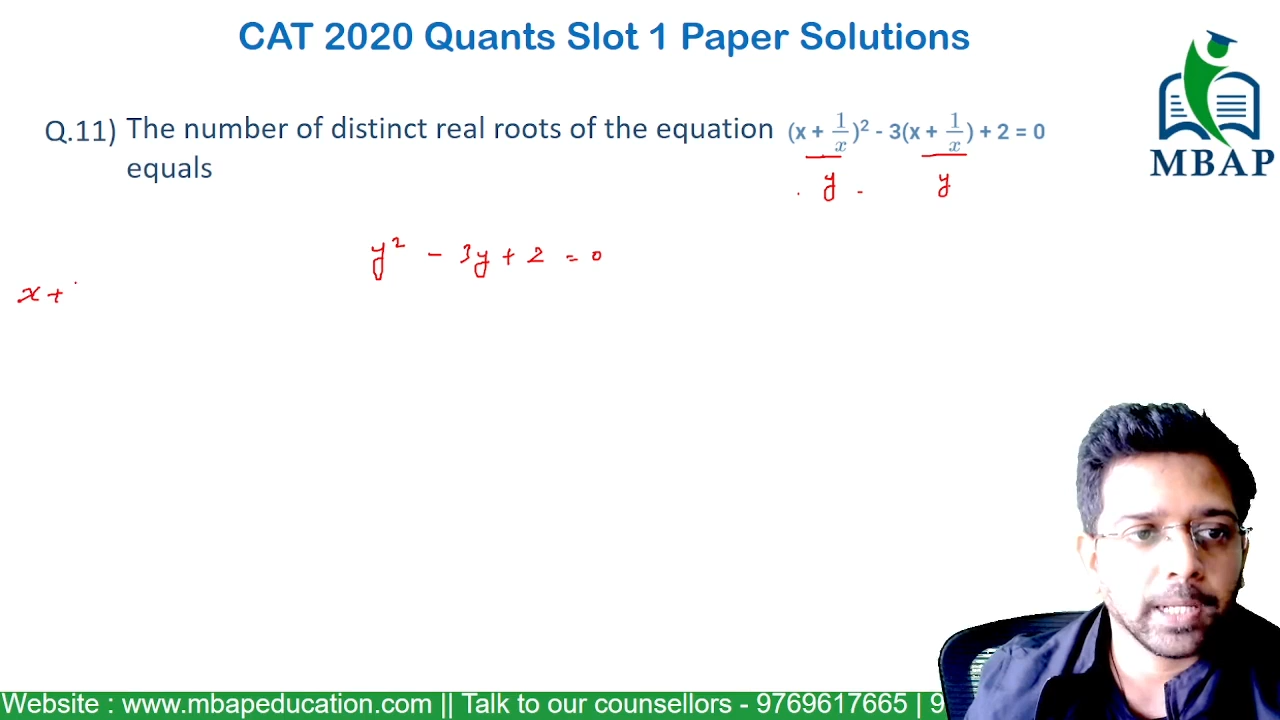 CAT 2020 Quants Slot 1 Paper Solutions
MBAP
Q.11) The number of distinct real roots of the equation (x + 1/x)² - 3(x + 1/x) + 2 = 0
equals
y y
y² - 3y + 2 = 0
x +
Website : www.mbapeducation.com || Talk to our counsellors - 9769617665 | 9